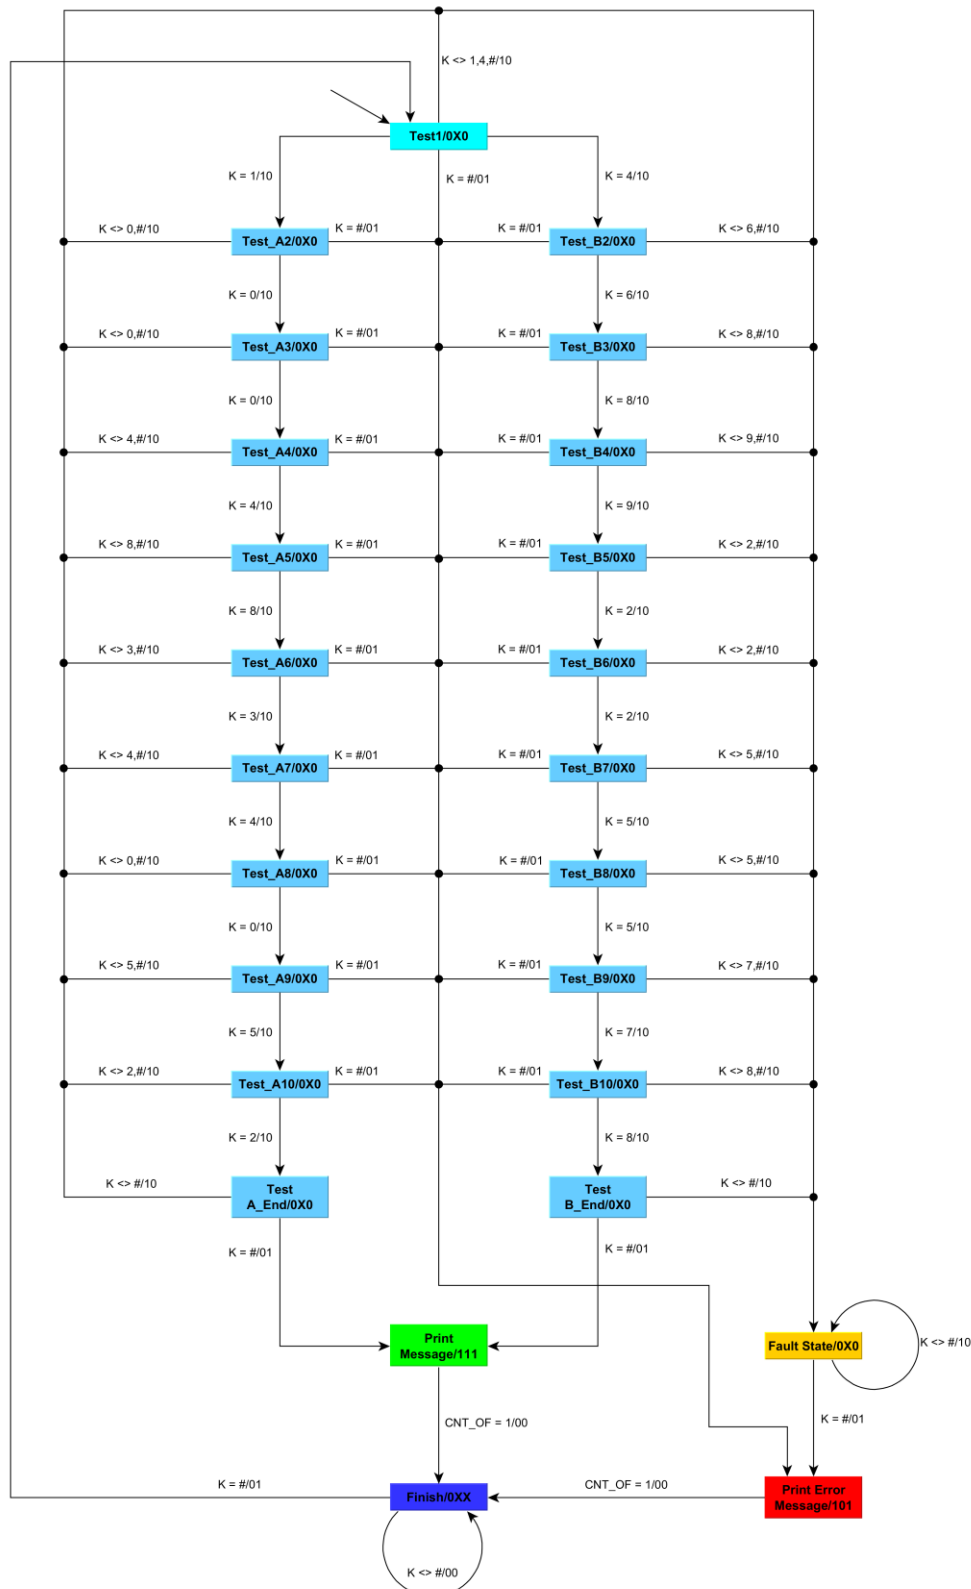 K <> 1,4,#/10
Test1/0X0
K = 1/10
K = #/01
K = 4/10
K <> 0,#/10
Test_A2/0X0
K = #/01
K = #/01
Test_B2/0X0
K <> 6,#/10
K = 0/10
K = 6/10
K <> 0,#/10
Test_A3/0X0
K = #/01
K = #/01
Test_B3/0X0
K <> 8,#/10
K = 0/10
K = 8/10
K <> 4,#/10
Test_A4/0X0
K = #/01
K = #/01
Test_B4/0X0
K <> 9,#/10
K = 4/10
K = 9/10
K <> 8,#/10
Test_A5/0X0
K = #/01
K = #/01
Test_B5/0X0
K <> 2,#/10
K = 8/10
K = 2/10
K <> 3,#/10
Test_A6/0X0
K = #/01
K = #/01
Test_B6/0X0
K <> 2,#/10
K = 3/10
K = 2/10
K <> 4,#/10
Test_A7/0X0
K = #/01
K = #/01
Test_B7/0X0
K <> 5,#/10
K = 4/10
K = 5/10
K <> 0,#/10
Test_A8/0X0
K = #/01
K = #/01
Test_B8/0X0
K <> 5,#/10
K = 0/10
K = 5/10
K <> 5,#/10
Test_A9/0X0
K = #/01
K = #/01
Test_B9/0X0
K <> 7,#/10
K = 5/10
K = 7/10
K <> 2,#/10
Test_A10/0X0
K = #/01
K = #/01
Test_B10/0X0
K <> 8,#/10
K = 2/10
K = 8/10
K <> #/10
Test
A_End/0X0
Test
B_End/0X0
K <> #/10
K = #/01
K = #/01
Print
Message/111
Fault State/0X0
K <> #/10
CNT_OF = 1/00
K = #/01
K = #/01
Finish/0XX
CNT_OF = 1/00
Print Error
Message/101
K <> #/00